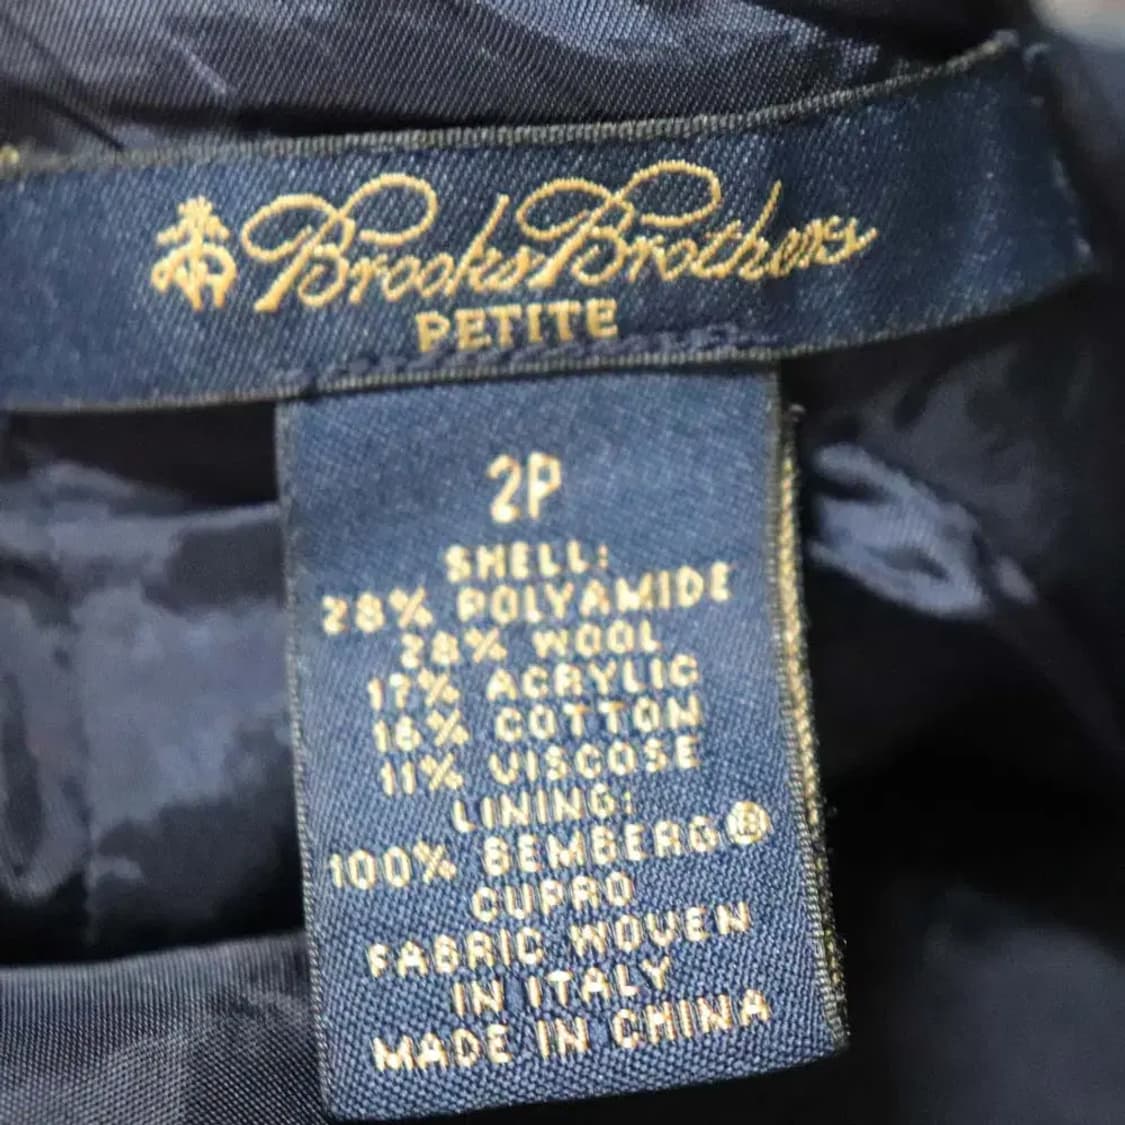 Brooks Brothers
PETITE
2P
SHELL:
28% POLYAMIDE
28% WOOL
17% ACRYLIC
16% COTTON
11% VISCOSE
LINING:
100% BEMBERG®
CUPRO
FABRIC WOVEN
IN ITALY
MADE IN CHINA